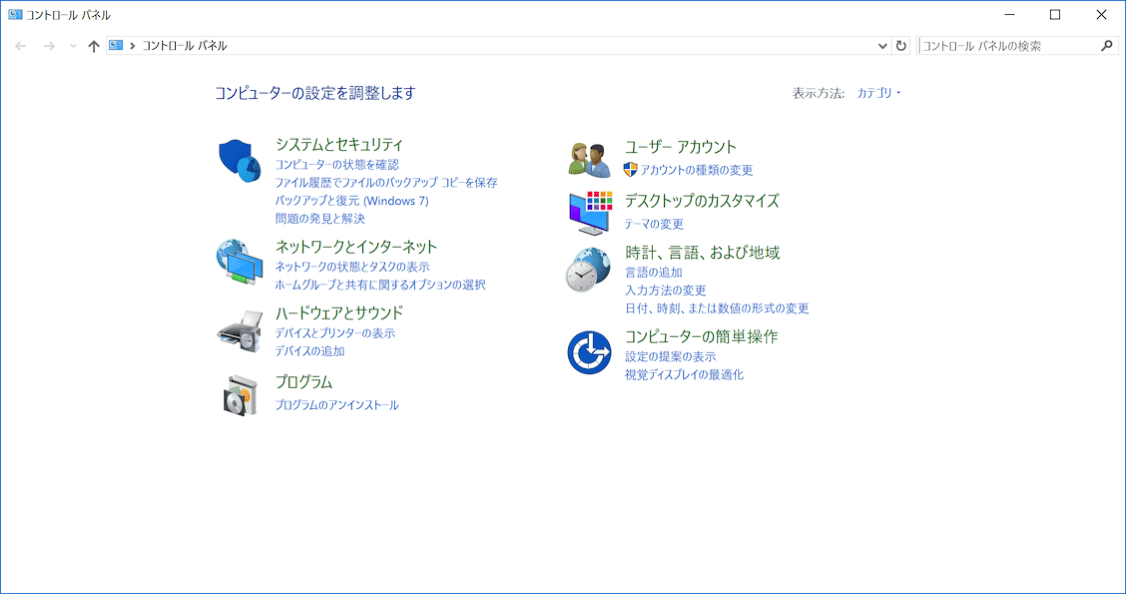 コントロール パネル
コントロール パネル
コントロール パネルの検索
コンピューターの設定を調整します
表示方法: カテゴリ
システムとセキュリティ
コンピューターの状態を確認
ファイル履歴でファイルのバックアップ コピーを保存
バックアップと復元 (Windows 7)
問題の発見と解決
ネットワークとインターネット
ネットワークの状態とタスクの表示
ホームグループと共有に関するオプションの選択
ハードウェアとサウンド
デバイスとプリンターの表示
デバイスの追加
プログラム
プログラムのアンインストール
ユーザー アカウント
アカウントの種類の変更
デスクトップのカスタマイズ
テーマの変更
時計、言語、および地域
言語の追加
入力方法の変更
日付、時刻、または数値の形式の変更
コンピューターの簡単操作
設定の提案の表示
視覚ディスプレイの最適化